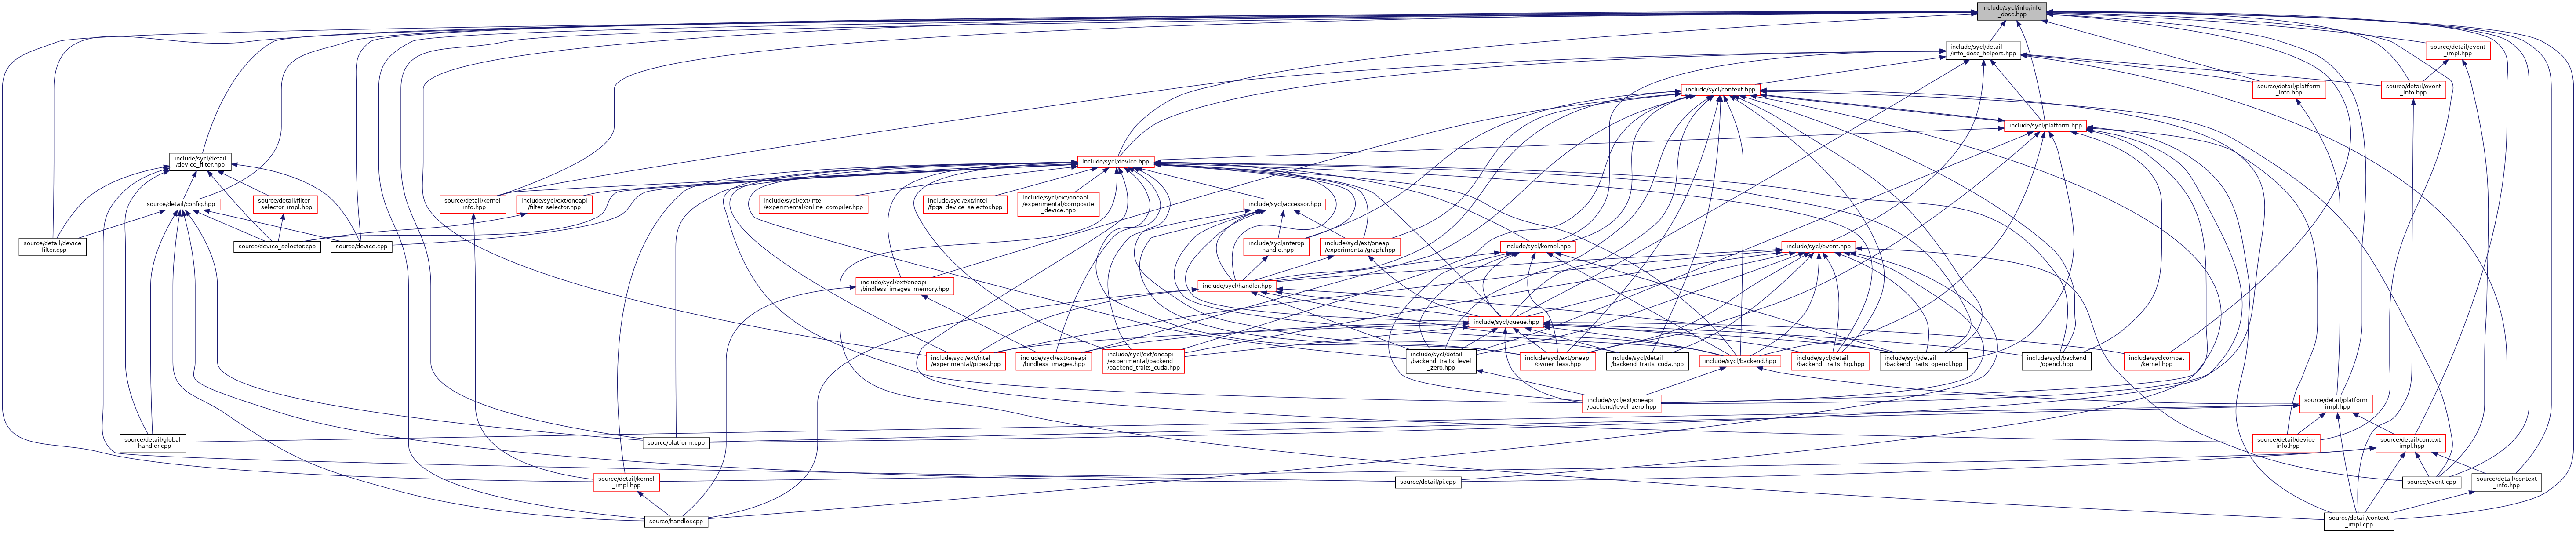 include/sycl/info/info
_desc.hpp
include/sycl/detail
/info_desc_helpers.hpp
source/detail/event
_impl.hpp
include/sycl/context.hpp
source/detail/platform
_info.hpp
source/detail/event
_info.hpp
include/sycl/platform.hpp
include/sycl/detail
/device_filter.hpp
include/sycl/device.hpp
source/detail/config.hpp
source/detail/filter
_selector_impl.hpp
source/detail/kernel
_info.hpp
include/sycl/ext/oneapi
/filter_selector.hpp
include/sycl/ext/intel
/experimental/online_compiler.hpp
include/sycl/ext/intel
/fpga_device_selector.hpp
include/sycl/ext/oneapi
/experimental/composite
_device.hpp
include/sycl/accessor.hpp
source/detail/device
_filter.cpp
source/device_selector.cpp
source/device.cpp
include/sycl/interop
_handle.hpp
include/sycl/ext/oneapi
/experimental/graph.hpp
include/sycl/kernel.hpp
include/sycl/event.hpp
include/sycl/ext/oneapi
/bindless_images_memory.hpp
include/sycl/handler.hpp
include/sycl/queue.hpp
include/sycl/ext/intel
/experimental/pipes.hpp
include/sycl/ext/oneapi
/bindless_images.hpp
include/sycl/ext/oneapi
/experimental/backend
/backend_traits_cuda.hpp
include/sycl/detail
/backend_traits_level
_zero.hpp
include/sycl/ext/oneapi
/owner_less.hpp
include/sycl/detail
/backend_traits_cuda.hpp
include/sycl/backend.hpp
include/sycl/detail
/backend_traits_hip.hpp
include/sycl/detail
/backend_traits_opencl.hpp
include/sycl/backend
/opencl.hpp
include/syclcompat
/kernel.hpp
include/sycl/ext/oneapi
/backend/level_zero.hpp
source/detail/platform
_impl.hpp
source/detail/global
_handler.cpp
source/platform.cpp
source/detail/device
_info.hpp
source/detail/context
_impl.hpp
source/detail/kernel
_impl.hpp
source/detail/pi.cpp
source/event.cpp
source/detail/context
_info.hpp
source/handler.cpp
source/detail/context
_impl.cpp